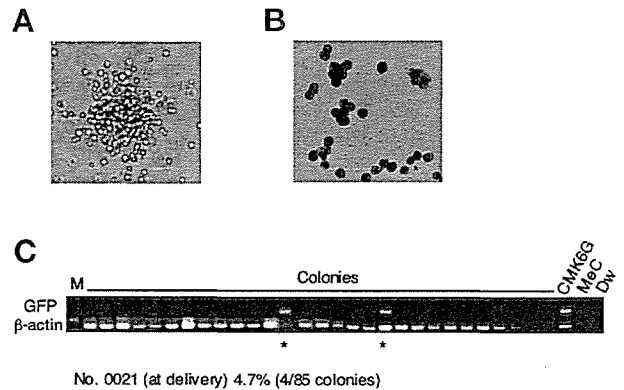 A
B
C
M
Colonies
CMK6G
MeC
Dw
GFP
β-actin
* *
No. 0021 (at delivery) 4.7% (4/85 colonies)